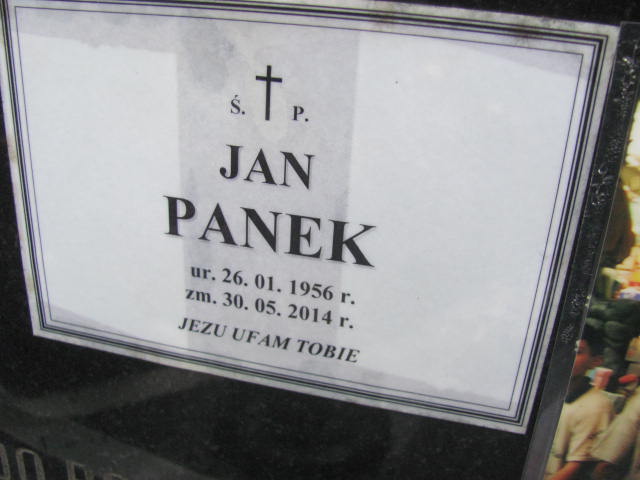 Ś. P.
JAN
PANEK
ur. 26. 01. 1956 r.
zm. 30. 05. 2014 r.
JEZU UFAM TOBIE